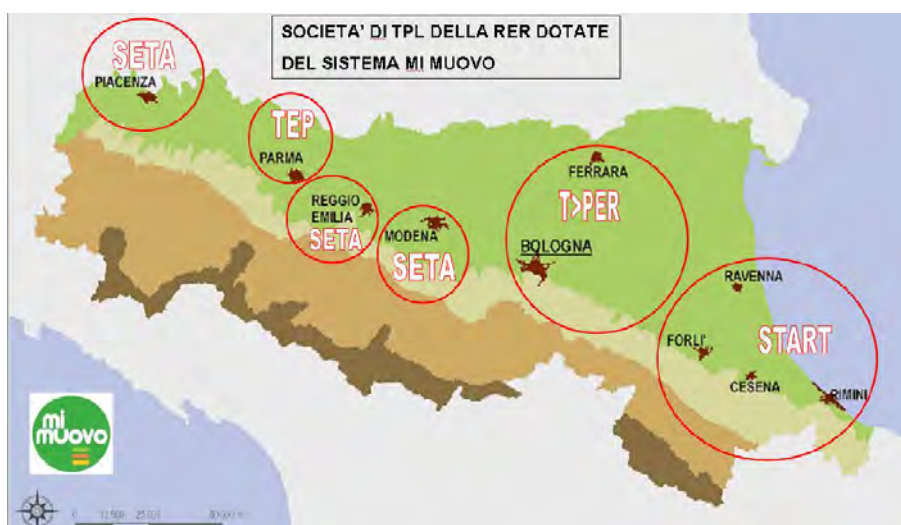 SOCIETA' DI TPL DELLA RER DOTATE
DEL SISTEMA MI MUOVO
SETA
PIACENZA
TEP
PARMA
REGGIO
EMILIA
SETA
MODENA
SETA
FERRARA
T>PER
BOLOGNA
RAVENNA
FORLI'
START
CESENA
RIMINI
mi
muovo
0